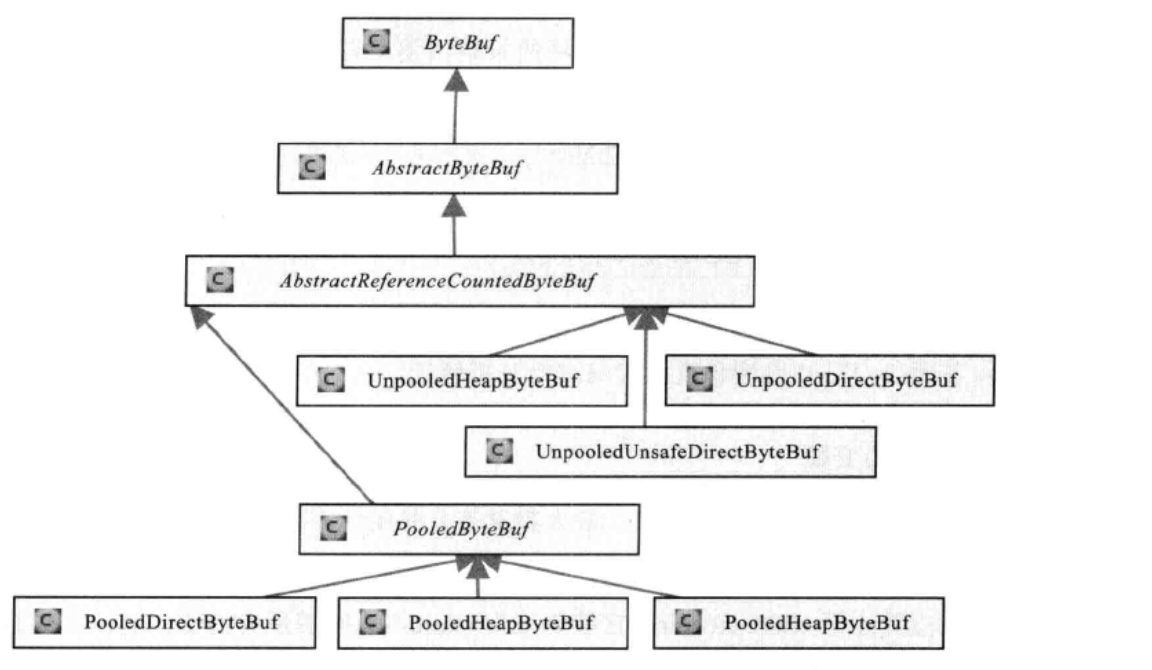 C ByteBuf
C AbstractByteBuf
C AbstractReferenceCountedByteBuf
C UnpooledHeapByteBuf C UnpooledDirectByteBuf
C UnpooledUnsafeDirectByteBuf
C PooledByteBuf
C PooledDirectByteBuf C PooledHeapByteBuf C PooledHeapByteBuf